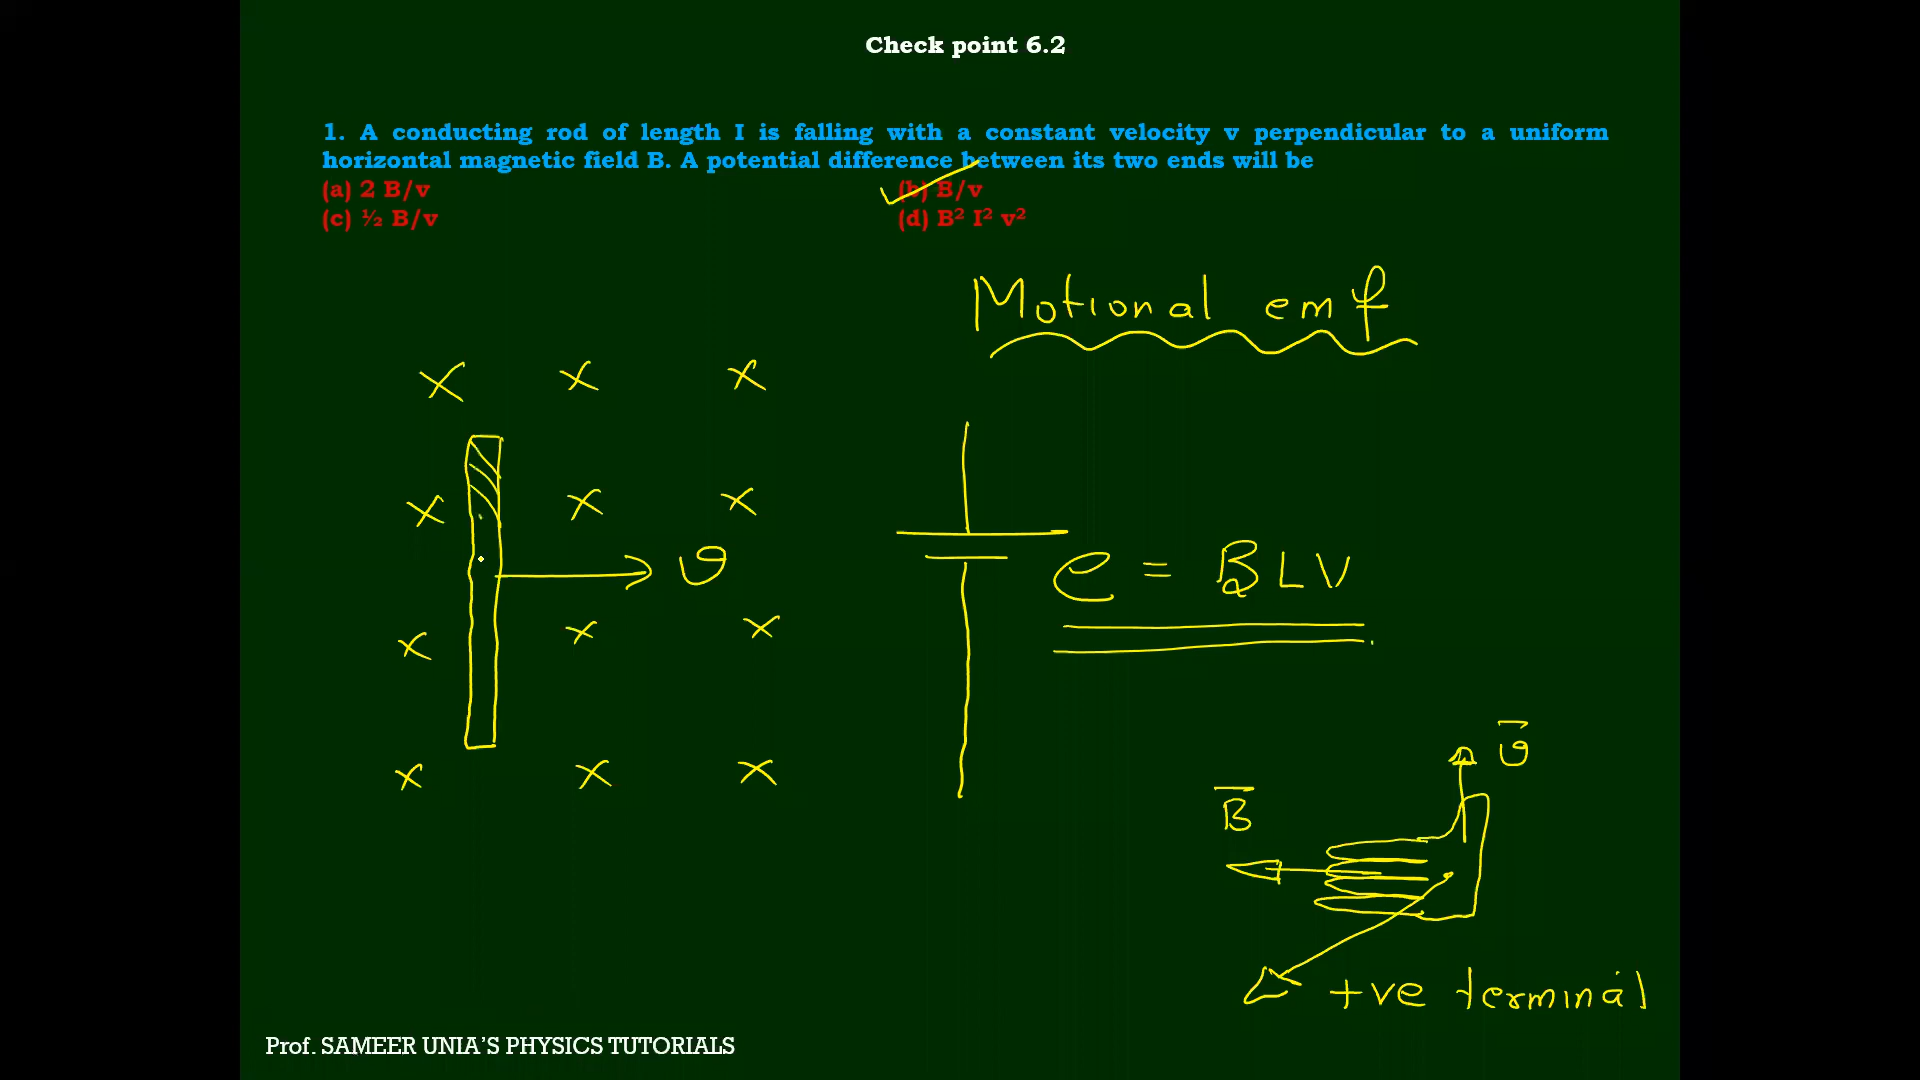 Check point 6.2
1. A conducting rod of length I is falling with a constant velocity v perpendicular to a uniform
horizontal magnetic field B. A potential difference between its two ends will be
(a) 2 B/v (b) B/v
(c) ½ B/v (d) B² I² v²
Motional emf
x x x
x x x
v
e = BLV
x x x
x x x
v
B
+ve terminal
Prof. SAMEER UNIA'S PHYSICS TUTORIALS